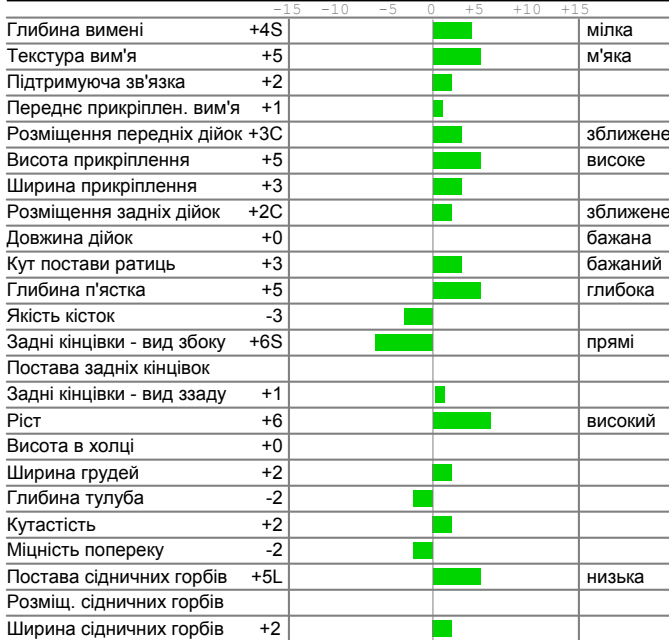 -15 -10 -5 0 +5 +10 +15
Глибина вимені +4S мілка
Текстура вим'я +5 м'яка
Підтримуюча зв'язка +2
Переднє прикріплен. вим'я +1
Розміщення передніх дійок +3C зближене
Висота прикріплення +5 високе
Ширина прикріплення +3
Розміщення задніх дійок +2C зближене
Довжина дійок +0 бажана
Кут постави ратиць +3 бажаний
Глибина п'ястка +5 глибока
Якість кісток -3
Задні кінцівки - вид збоку +6S прямі
Постава задніх кінцівок
Задні кінцівки - вид ззаду +1
Ріст +6 високий
Висота в холці +0
Ширина грудей +2
Глибина тулуба -2
Кутастість +2
Міцність попереку -2
Постава сідничних горбів +5L низька
Розміщ. сідничних горбів
Ширина сідничних горбів +2